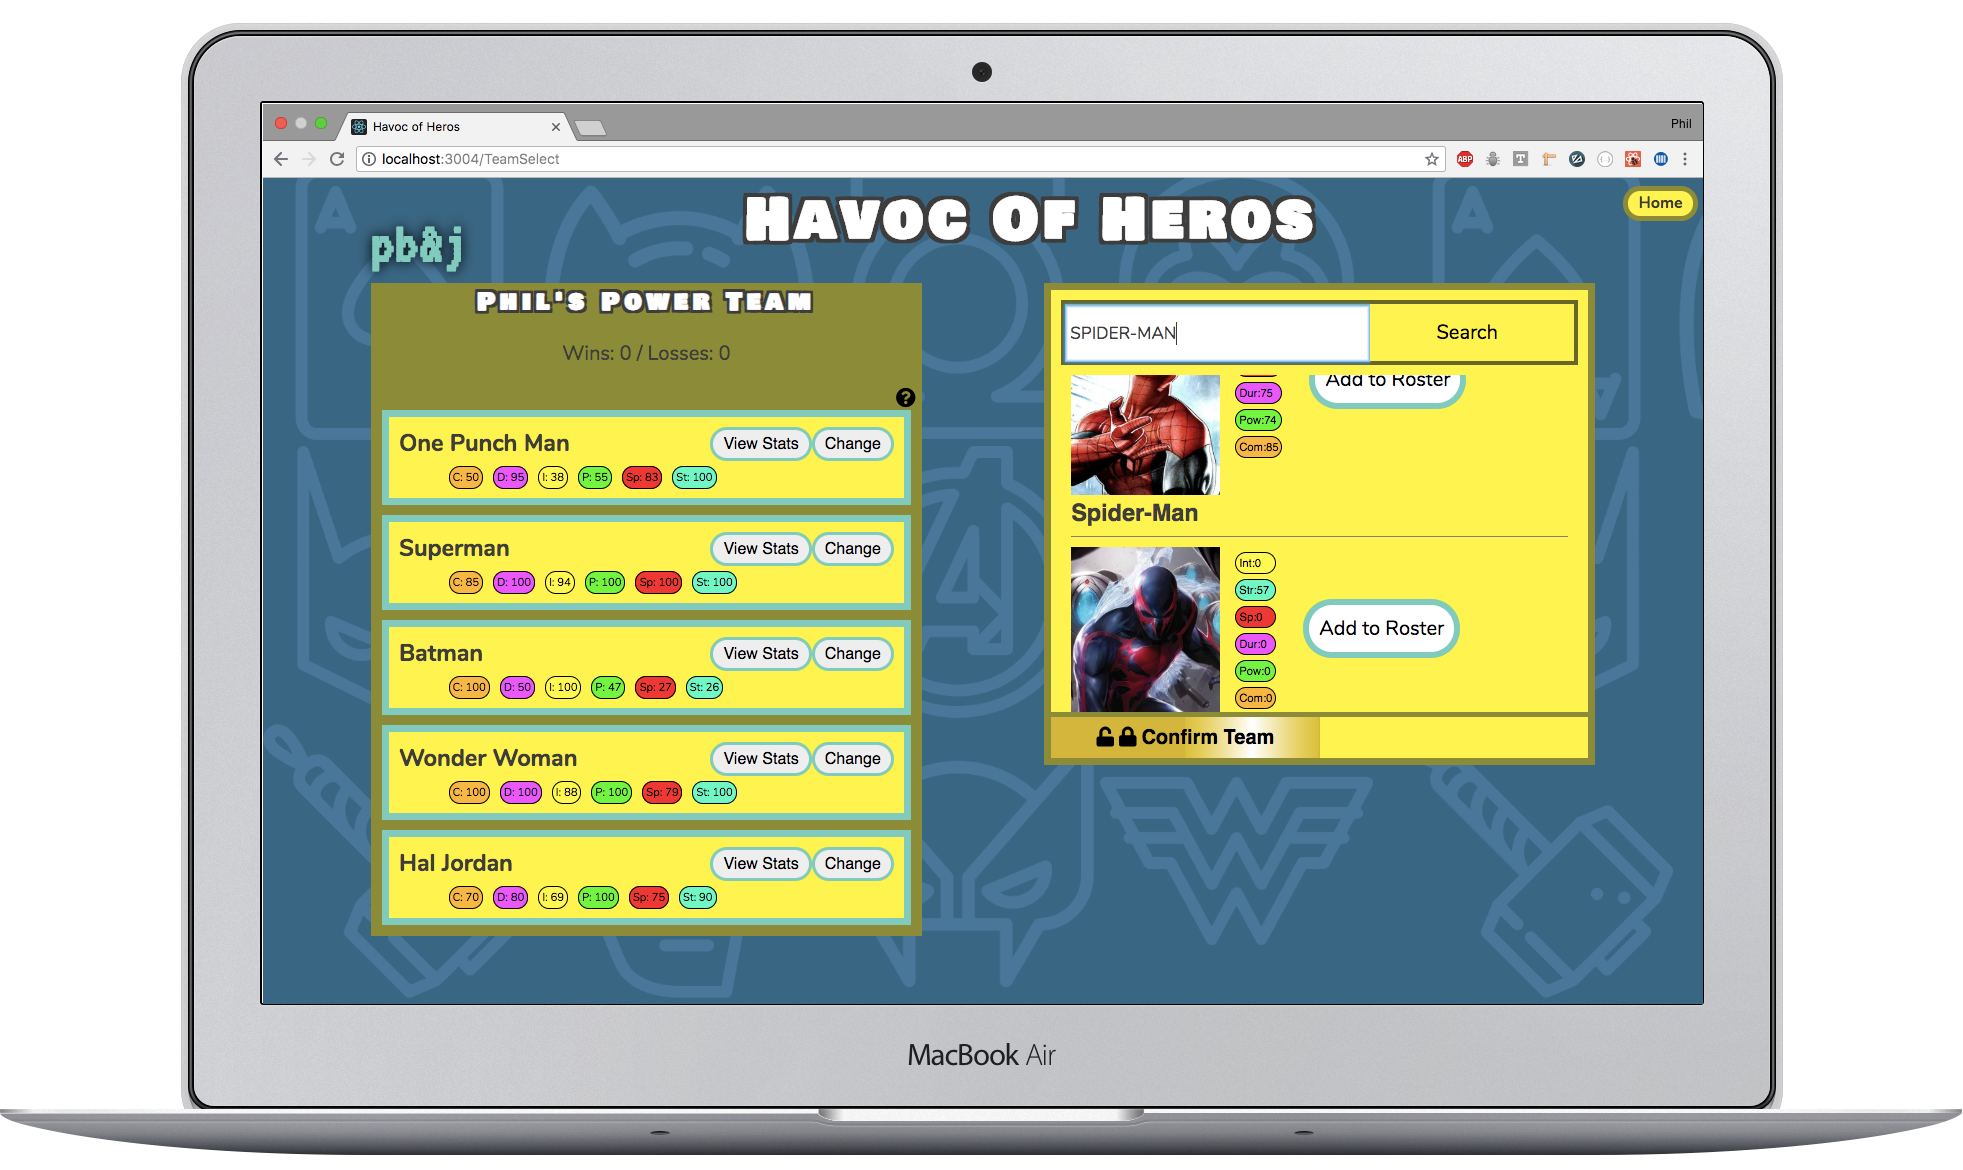 Havoc of Heros
Phil
localhost:3004/TeamSelect
ABP
T
Havoc Of Heros
Home
pb&j
Phil's Power Team
Wins: 0 / Losses: 0
?
One Punch Man View Stats Change
C: 50 D: 95 I: 38 P: 55 Sp: 83 St: 100
Superman View Stats Change
C: 85 D: 100 I: 94 P: 100 Sp: 100 St: 100
Batman View Stats Change
C: 100 D: 50 I: 100 P: 47 Sp: 27 St: 26
Wonder Woman View Stats Change
C: 100 D: 100 I: 88 P: 100 Sp: 79 St: 100
Hal Jordan View Stats Change
C: 70 D: 80 I: 69 P: 100 Sp: 75 St: 90
SPIDER-MAN Search
Add to Roster
Dur:75
Pow:74
Com:85
Spider-Man
Int:0
Str:57
Sp:0
Add to Roster
Dur:0
Pow:0
Com:0
Confirm Team
A
A
MacBook Air